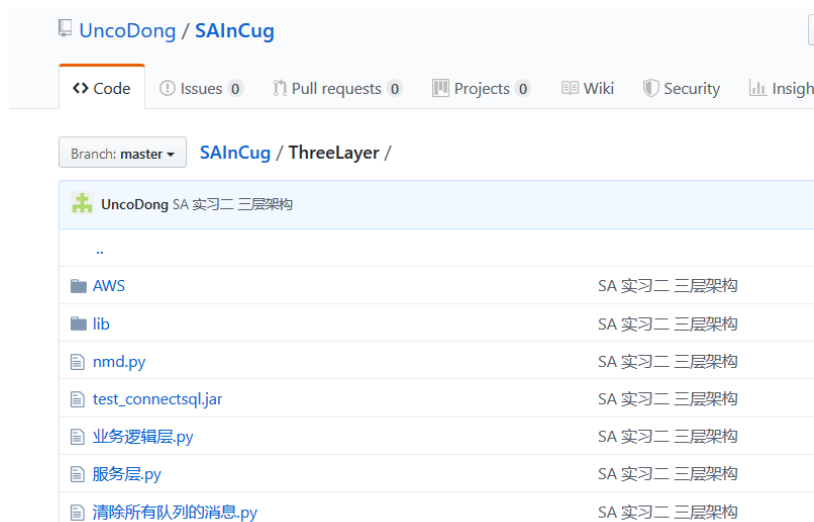 UncoDong / SAInCug
Code Issues 0 Pull requests 0 Projects 0 Wiki Security Insigh
Branch: master SAInCug / ThreeLayer /
UncoDong SA 实习二 三层架构
..
AWS SA 实习二 三层架构
lib SA 实习二 三层架构
nmd.py SA 实习二 三层架构
test_connectsql.jar SA 实习二 三层架构
业务逻辑层.py SA 实习二 三层架构
服务层.py SA 实习二 三层架构
清除所有队列的消息.py SA 实习二 三层架构